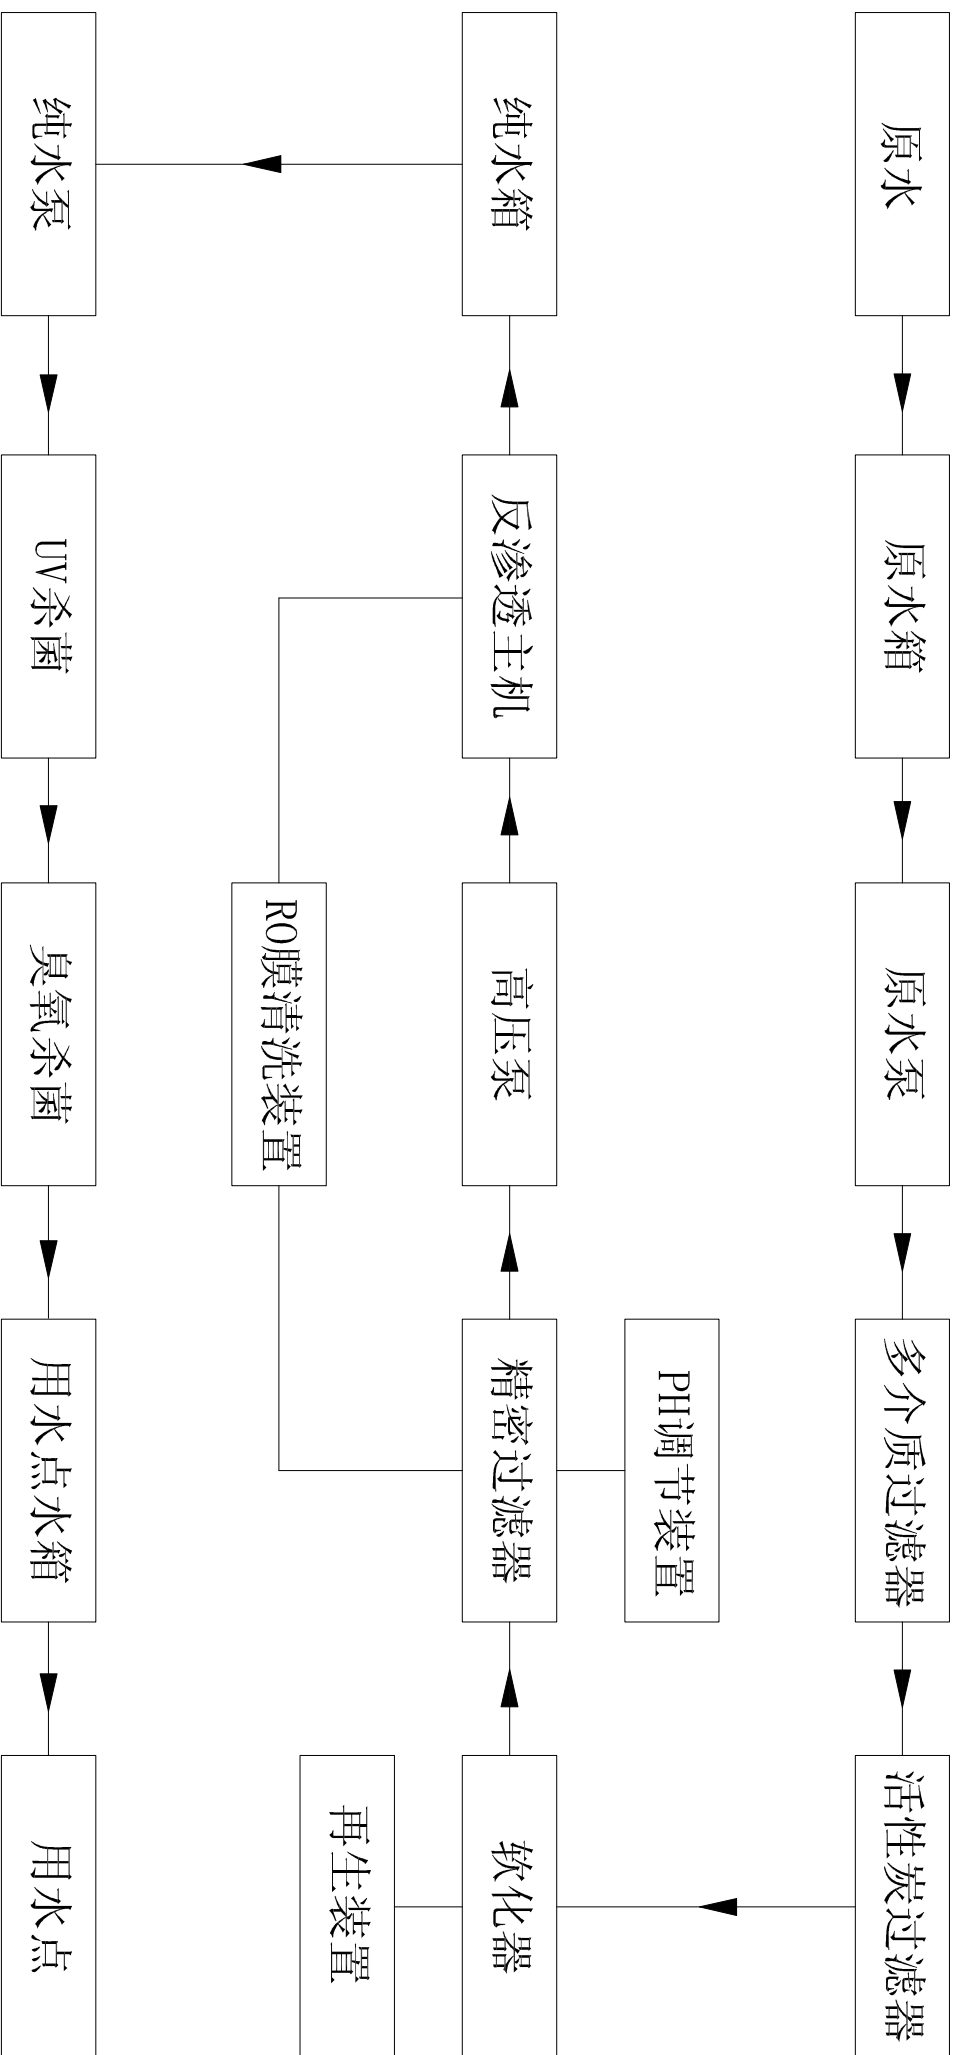 原水
原水箱
原水泵
多介质过滤器
活性炭过滤器
PH调节装置
纯水箱
反渗透主机
高压泵
精密过滤器
软化器
RO膜清洗装置
再生装置
纯水泵
UV杀菌
臭氧杀菌
用水点水箱
用水点